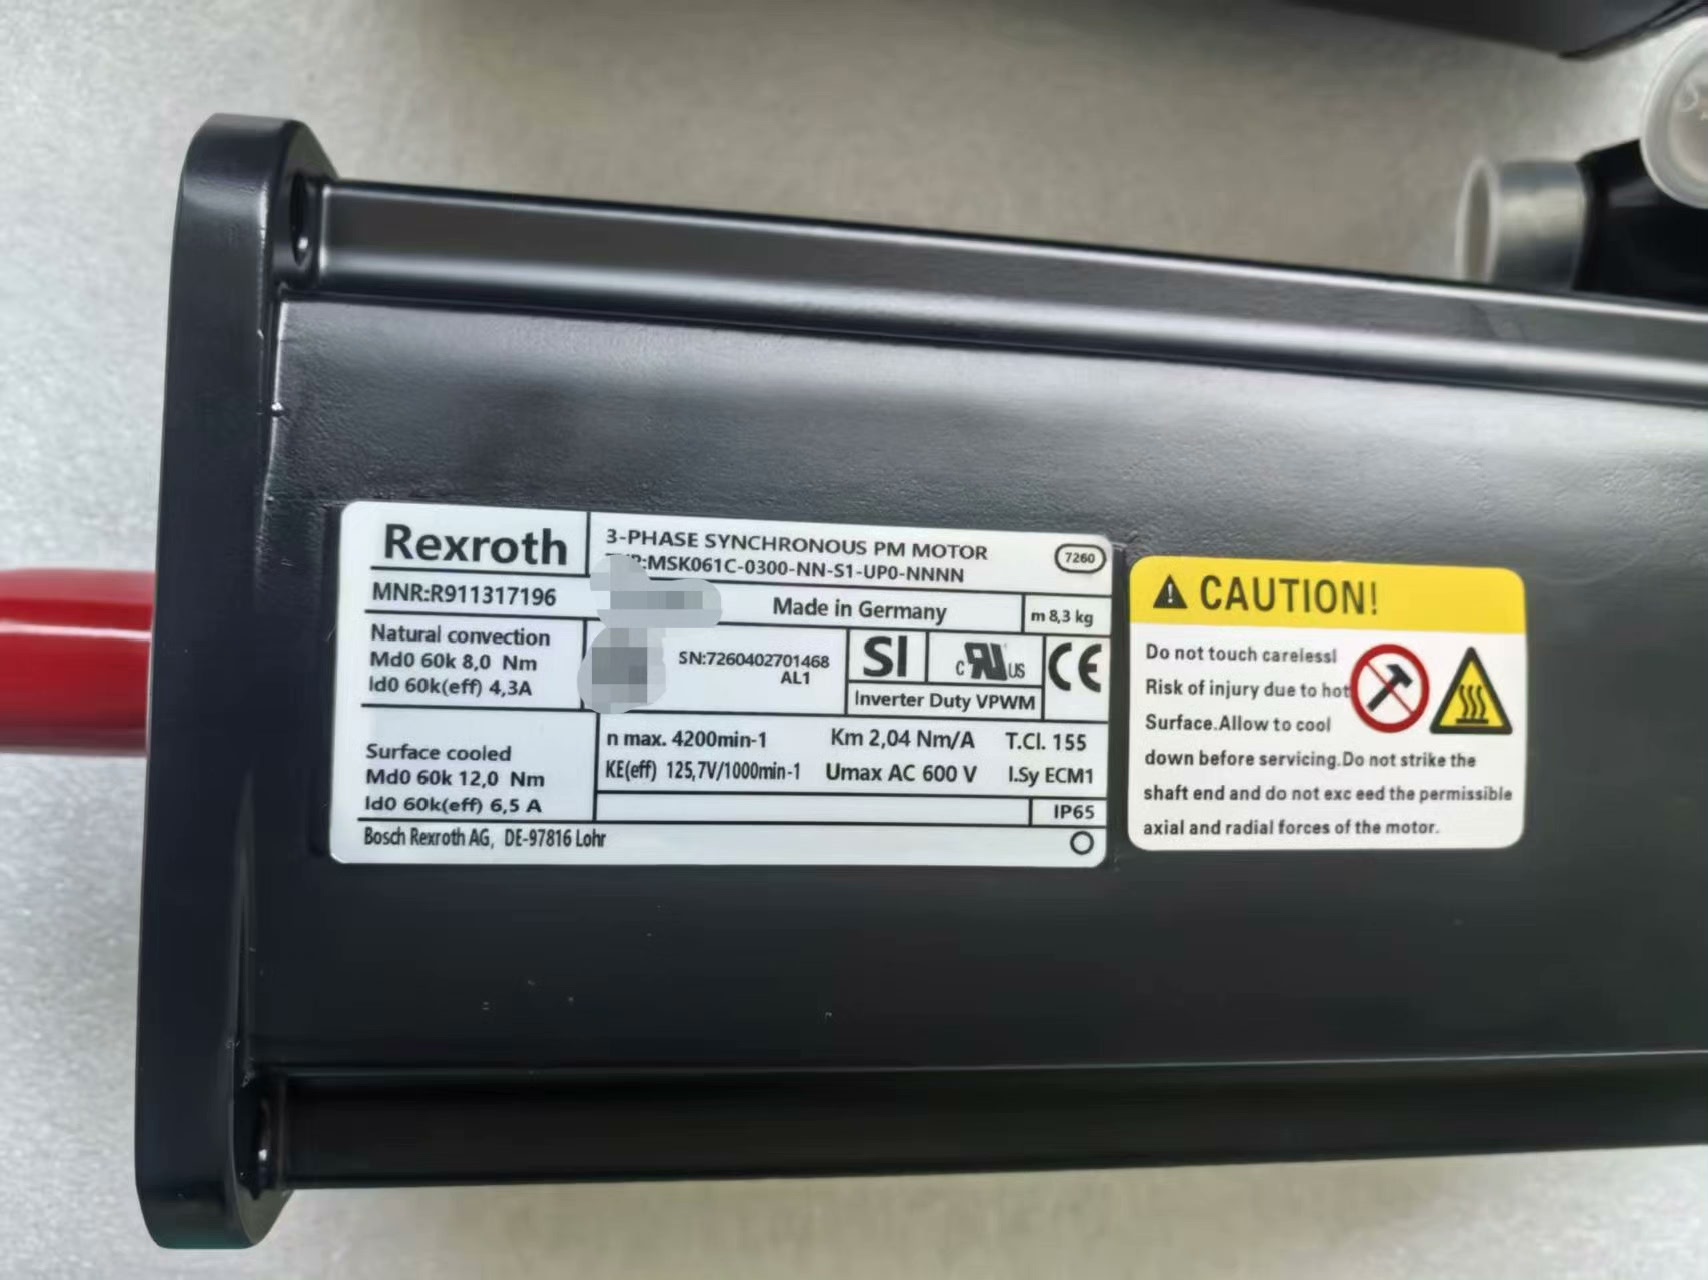 Rexroth
3-PHASE SYNCHRONOUS PM MOTOR
:MSK061C-0300-NN-S1-UP0-NNNN
7260
MNR:R911317196
Made in Germany
m 8,3 kg
Natural convection
Md0 60k 8,0 Nm
Id0 60k(eff) 4,3A
SN:7260402701468
AL1
SI
c RU US
CE
Inverter Duty VPWM
Surface cooled
Md0 60k 12,0 Nm
Id0 60k(eff) 6,5 A
n max. 4200min-1
Km 2,04 Nm/A
T.Cl. 155
KE(eff) 125,7V/1000min-1
Umax AC 600 V
I.Sy ECM1
IP65
Bosch Rexroth AG, DE-97816 Lohr
CAUTION!
Do not touch carelessl
Risk of injury due to hot
Surface.Allow to cool
down before servicing.Do not strike the
shaft end and do not exc eed the permissible
axial and radial forces of the motor.